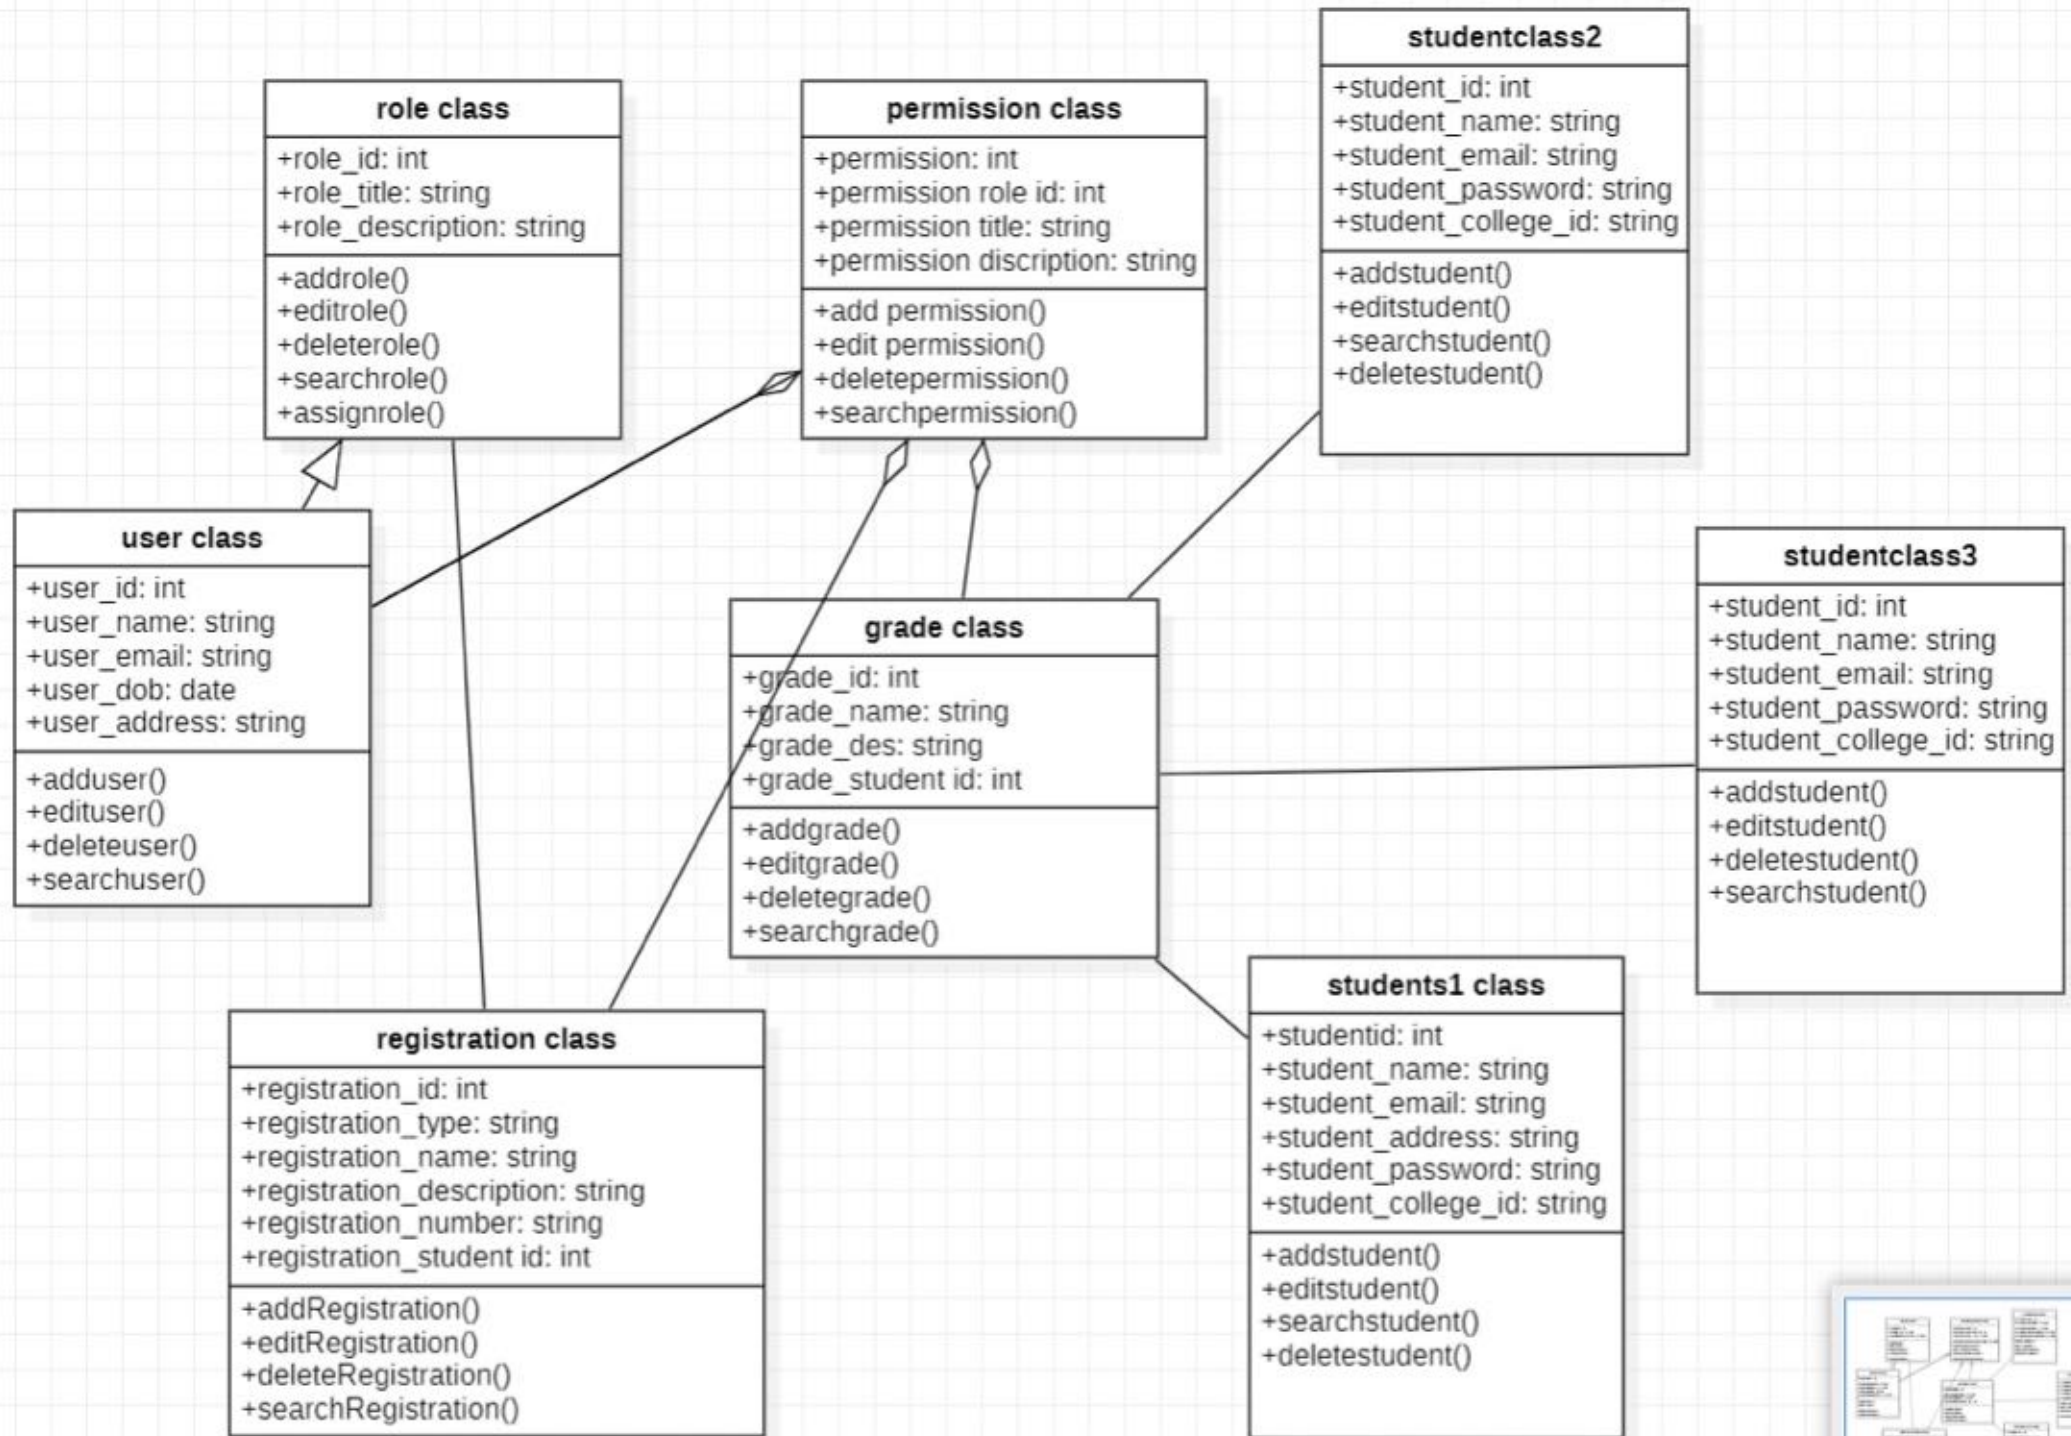 role class
+role_id: int
+role_title: string
+role_description: string
+addrole()
+editrole()
+deleterole()
+searchrole()
+assignrole()
permission class
+permission: int
+permission role id: int
+permission title: string
+permission discription: string
+add permission()
+edit permission()
+deletepermission()
+searchpermission()
studentclass2
+student_id: int
+student_name: string
+student_email: string
+student_password: string
+student_college_id: string
+addstudent()
+editstudent()
+searchstudent()
+deletestudent()
user class
+user_id: int
+user_name: string
+user_email: string
+user_dob: date
+user_address: string
+adduser()
+edituser()
+deleteuser()
+searchuser()
grade class
+grade_id: int
+grade_name: string
+grade_des: string
+grade_student id: int
+addgrade()
+editgrade()
+deletegrade()
+searchgrade()
studentclass3
+student_id: int
+student_name: string
+student_email: string
+student_password: string
+student_college_id: string
+addstudent()
+editstudent()
+deletestudent()
+searchstudent()
registration class
+registration_id: int
+registration_type: string
+registration_name: string
+registration_description: string
+registration_number: string
+registration_student id: int
+addRegistration()
+editRegistration()
+deleteRegistration()
+searchRegistration()
students1 class
+studentid: int
+student_name: string
+student_email: string
+student_address: string
+student_password: string
+student_college_id: string
+addstudent()
+editstudent()
+searchstudent()
+deletestudent()